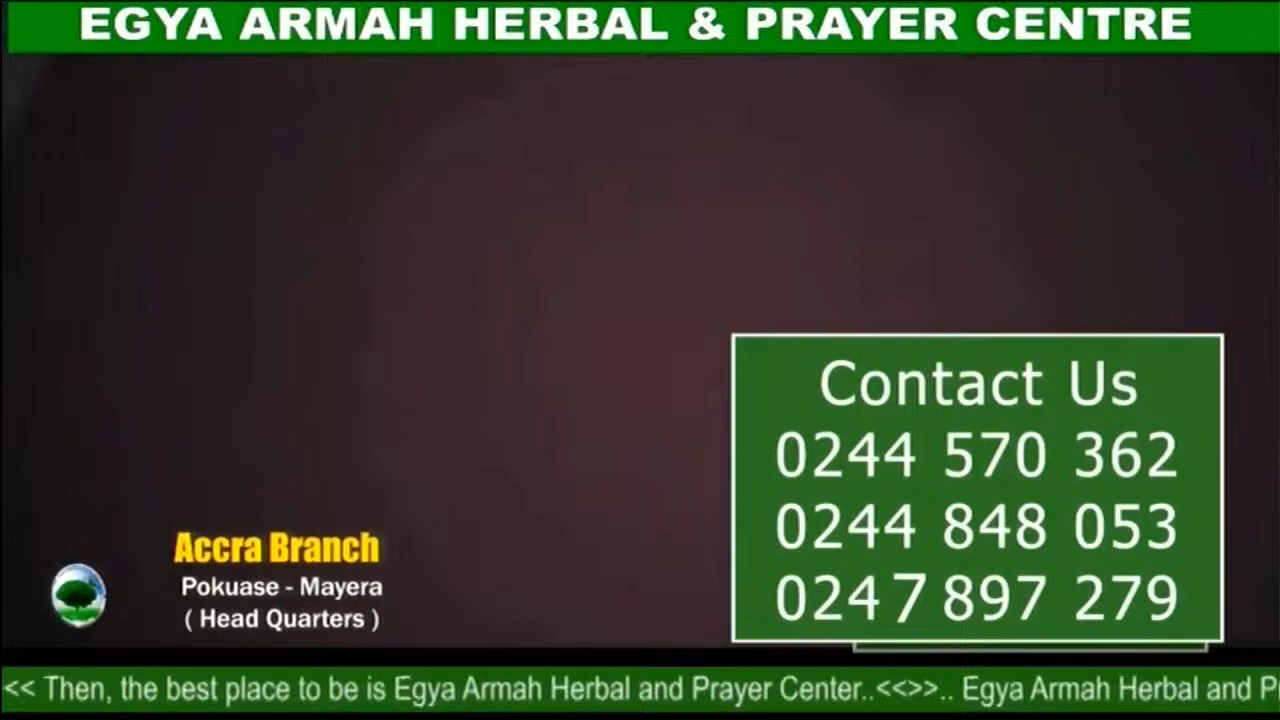 EGYA ARMAH HERBAL & PRAYER CENTRE
Contact Us
0244 570 362
0244 848 053
0247 897 279
Accra Branch
Pokuase - Mayera
( Head Quarters )
<< Then, the best place to be is Egya Armah Herbal and Prayer Center..<<>>.. Egya Armah Herbal and P